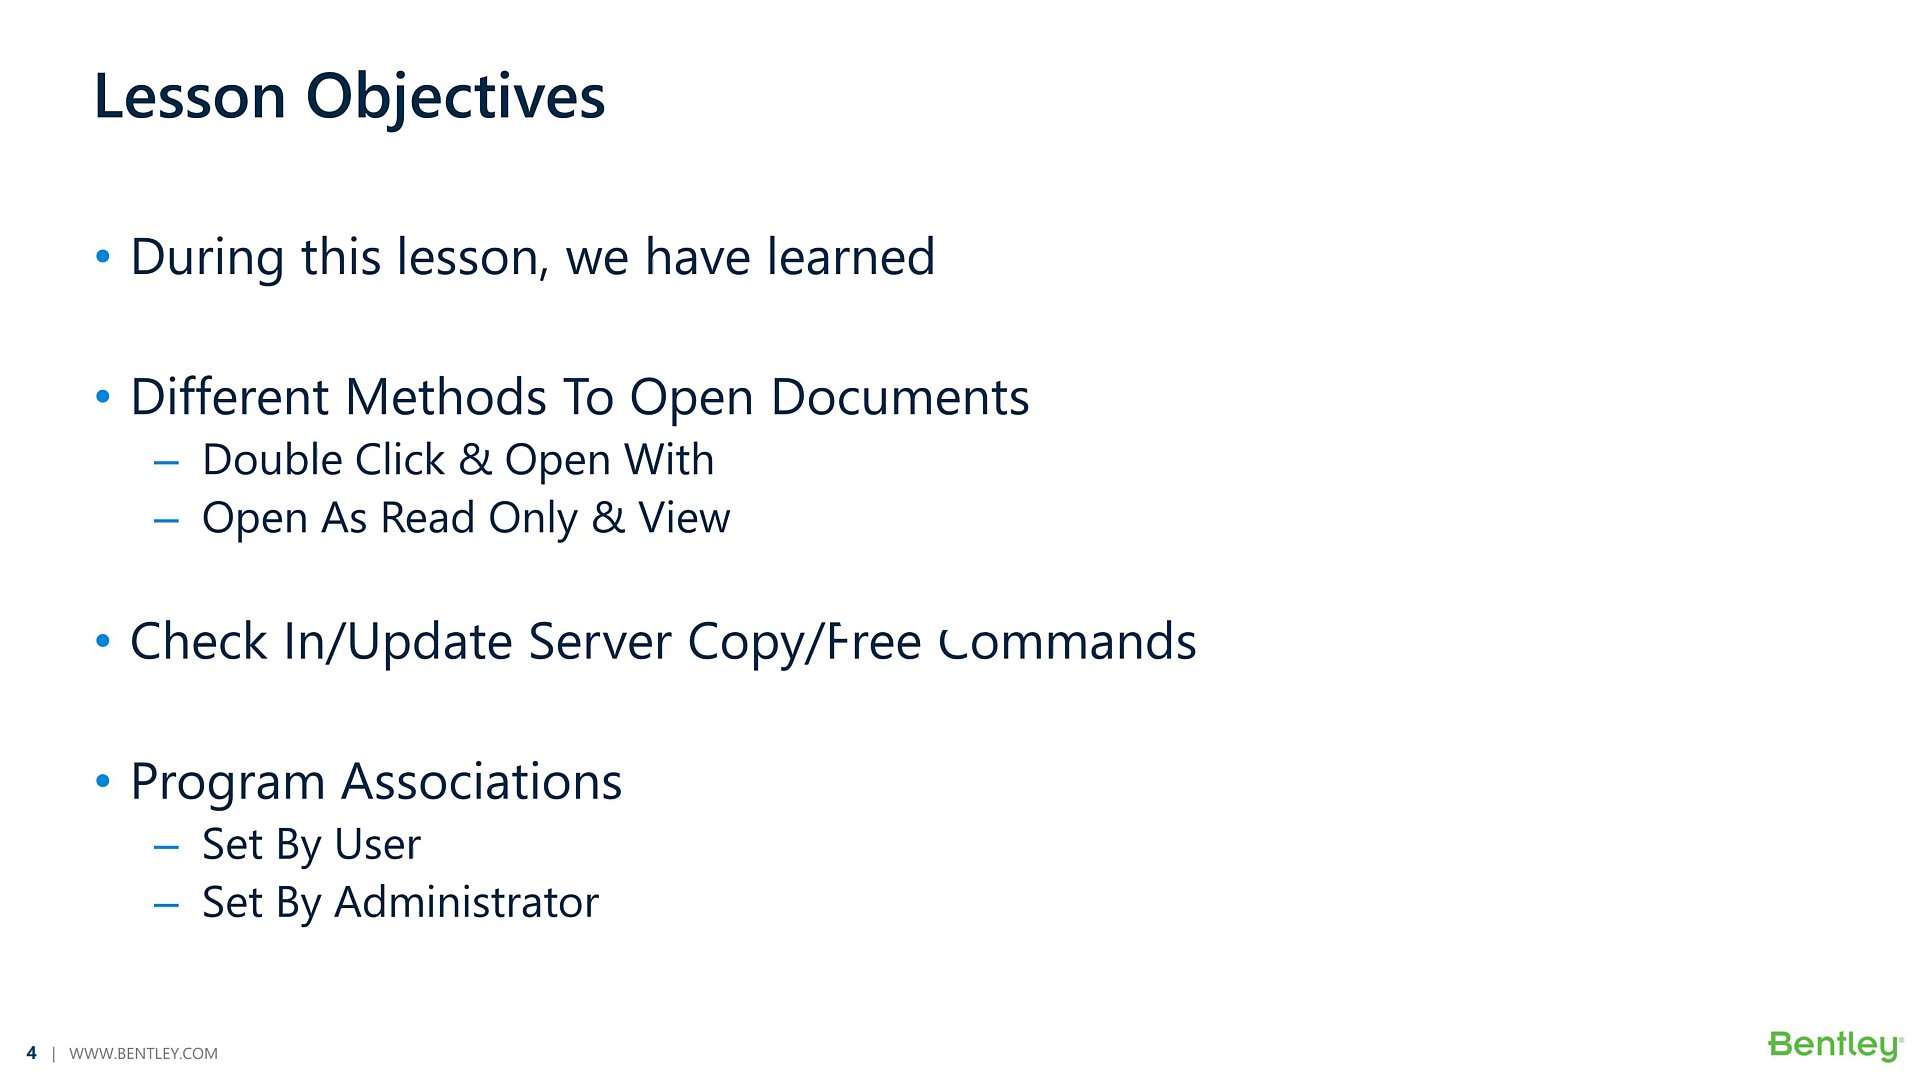 Lesson Objectives
• During this lesson, we have learned
• Different Methods To Open Documents
– Double Click & Open With
– Open As Read Only & View
• Check In/Update Server Copy/Free Commands
• Program Associations
– Set By User
– Set By Administrator
4 | WWW.BENTLEY.COM
Bentley®